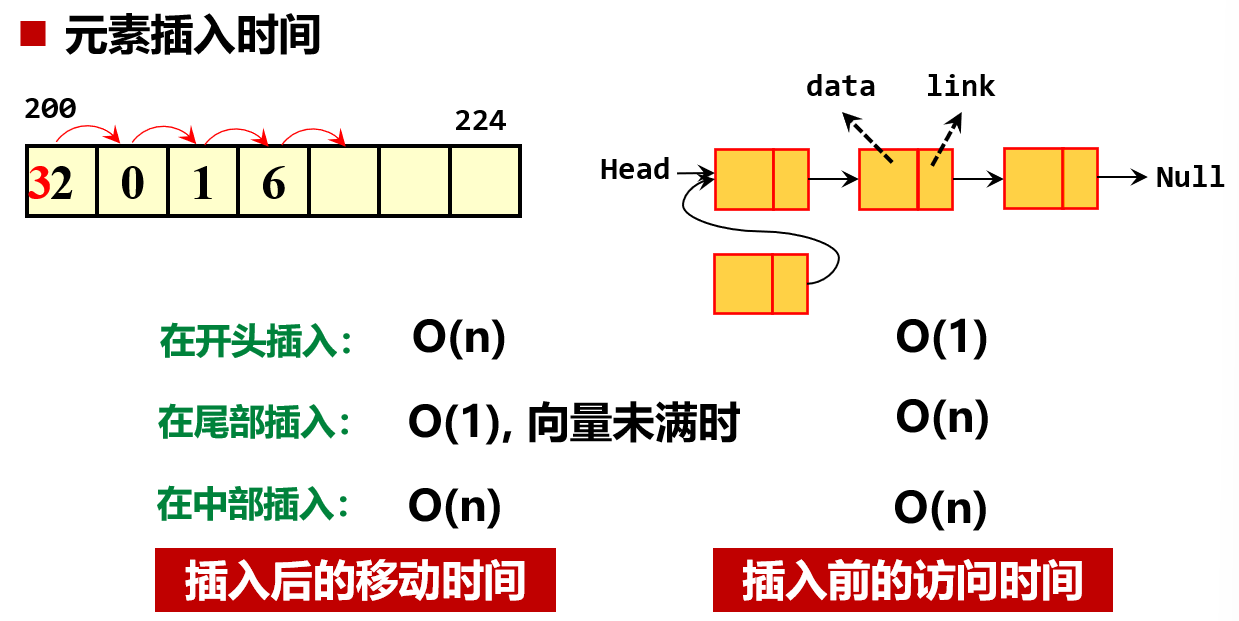 元素插入时间
200
224
32 0 1 6
data link
Head
Null
在开头插入： O(n) O(1)
在尾部插入： O(1), 向量未满时 O(n)
在中部插入： O(n) O(n)
插入后的移动时间 插入前的访问时间